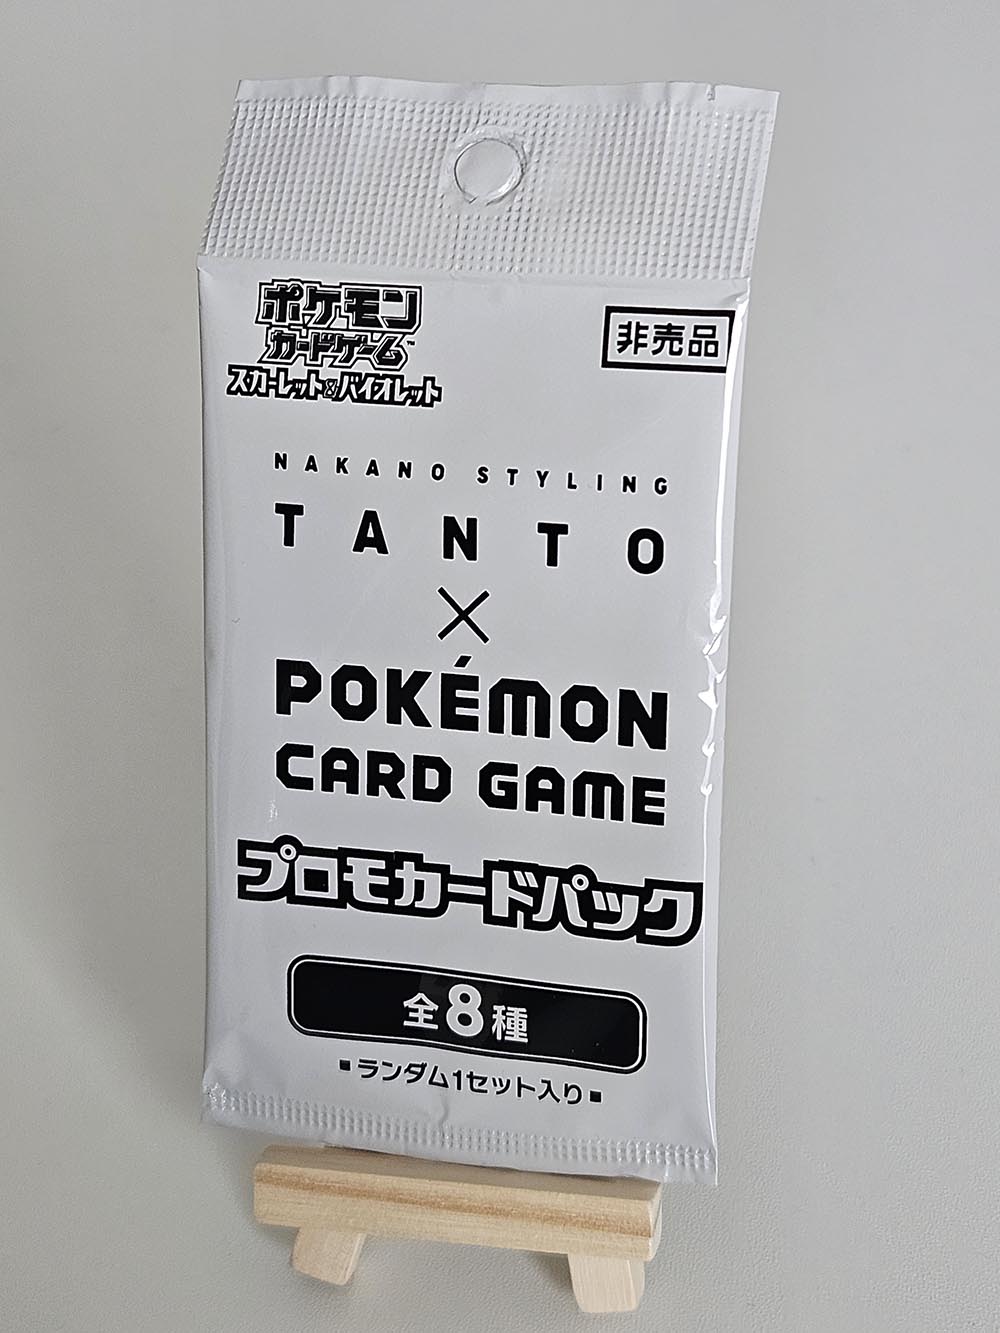 ポケモン
カードゲーム™
スカーレット&バイオレット
非売品
NAKANO STYLING
TANTO
×
POKÉMON
CARD GAME
プロモカードパック
全8種
▪ランダム1セット入り▪